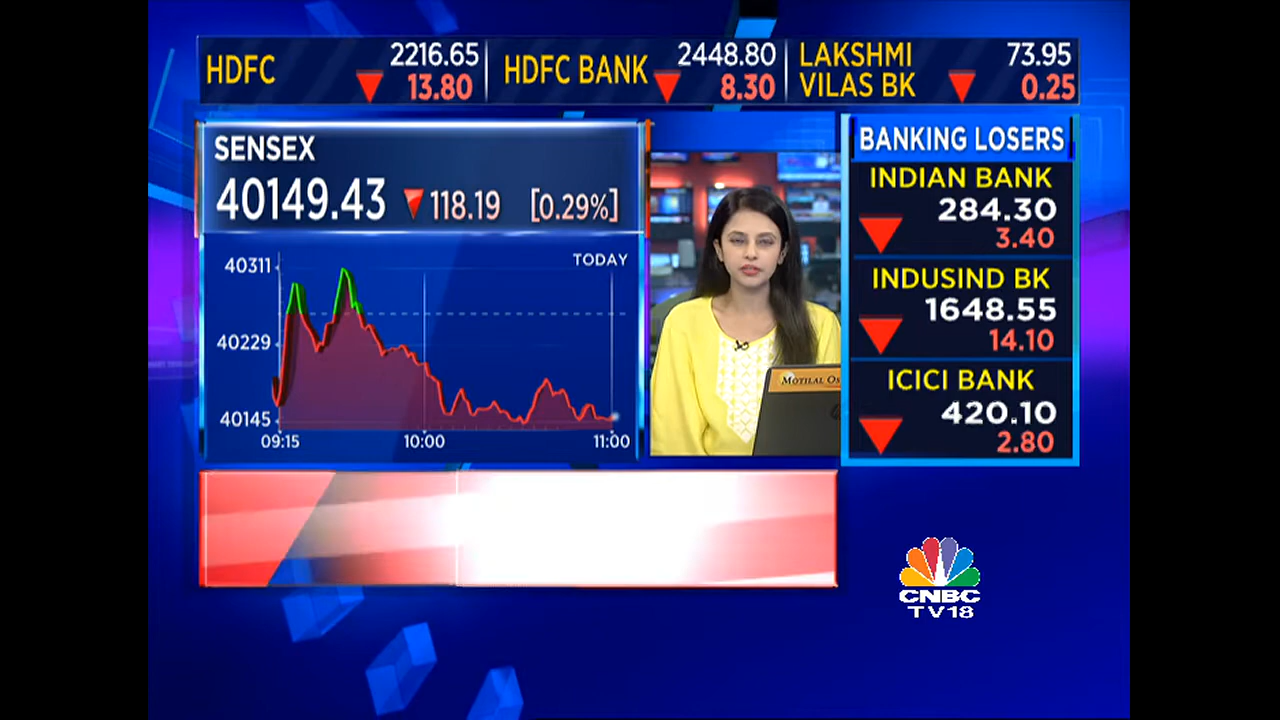 HDFC
2216.65
13.80
HDFC BANK
2448.80
8.30
LAKSHMI
VILAS BK
73.95
0.25
SENSEX
40149.43 118.19 [0.29%]
TODAY
40311
40229
40145
09:15 10:00 11:00
MOTILAL OS
BANKING LOSERS
INDIAN BANK
284.30
3.40
INDUSIND BK
1648.55
14.10
ICICI BANK
420.10
2.80
CNBC
TV18